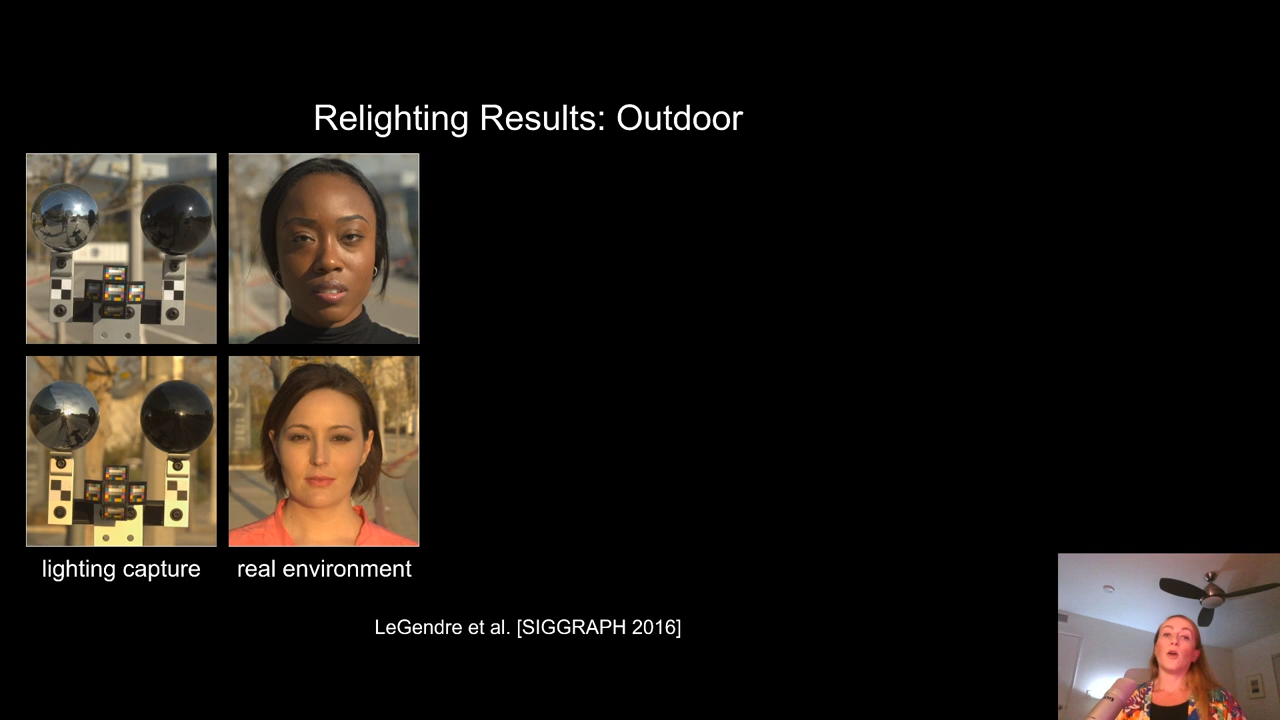 Relighting Results: Outdoor
lighting capture
real environment
LeGendre et al. [SIGGRAPH 2016]